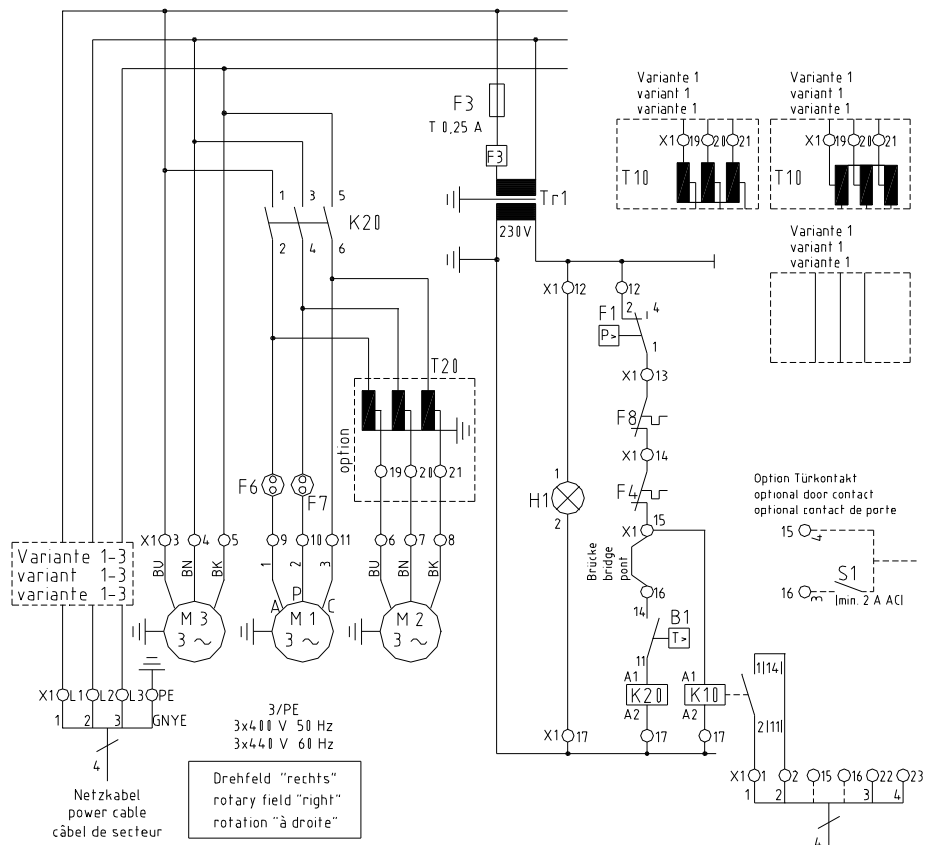 F3
T 0,25 A
F3
Tr1
230V
Variante 1
variant 1
variante 1
X1 19 20 21
T10
Variante 1
variant 1
variante 1
X1 19 20 21
T10
Variante 1
variant 1
variante 1
1 3 5
K20
2 4 6
X1 12
12
2 4
F1
P>
1
X1 13
F8
X1 14
F4
15
X1
T20
option
19 20 21
F6
F7
1
H1
2
Brücke
bridge
pont
16
14
B1
T>
11
Option Türkontakt
optional door contact
optional contact de porte
15
4
16
3
S1
(min. 2 A AC)
Variante 1-3
variant 1-3
variante 1-3
X1 3 4 5
BU BN BK
M3
3 ~
9 10 11
1 2 3
A P C
M1
3 ~
6 7 8
BU BN BK
M2
3 ~
A1
K20
A2
A1
K10
A2
1(14)
2(11)
X1 17
17
17
X1 L1 L2 L3 PE
1 2 3 GNYE
4
Netzkabel
power cable
câbel de secteur
3/PE
3x400 V 50 Hz
3x440 V 60 Hz
Drehfeld "rechts"
rotary field "right"
rotation "à droite"
X1 1 2 15 16 22 23
1 2 3 4
4